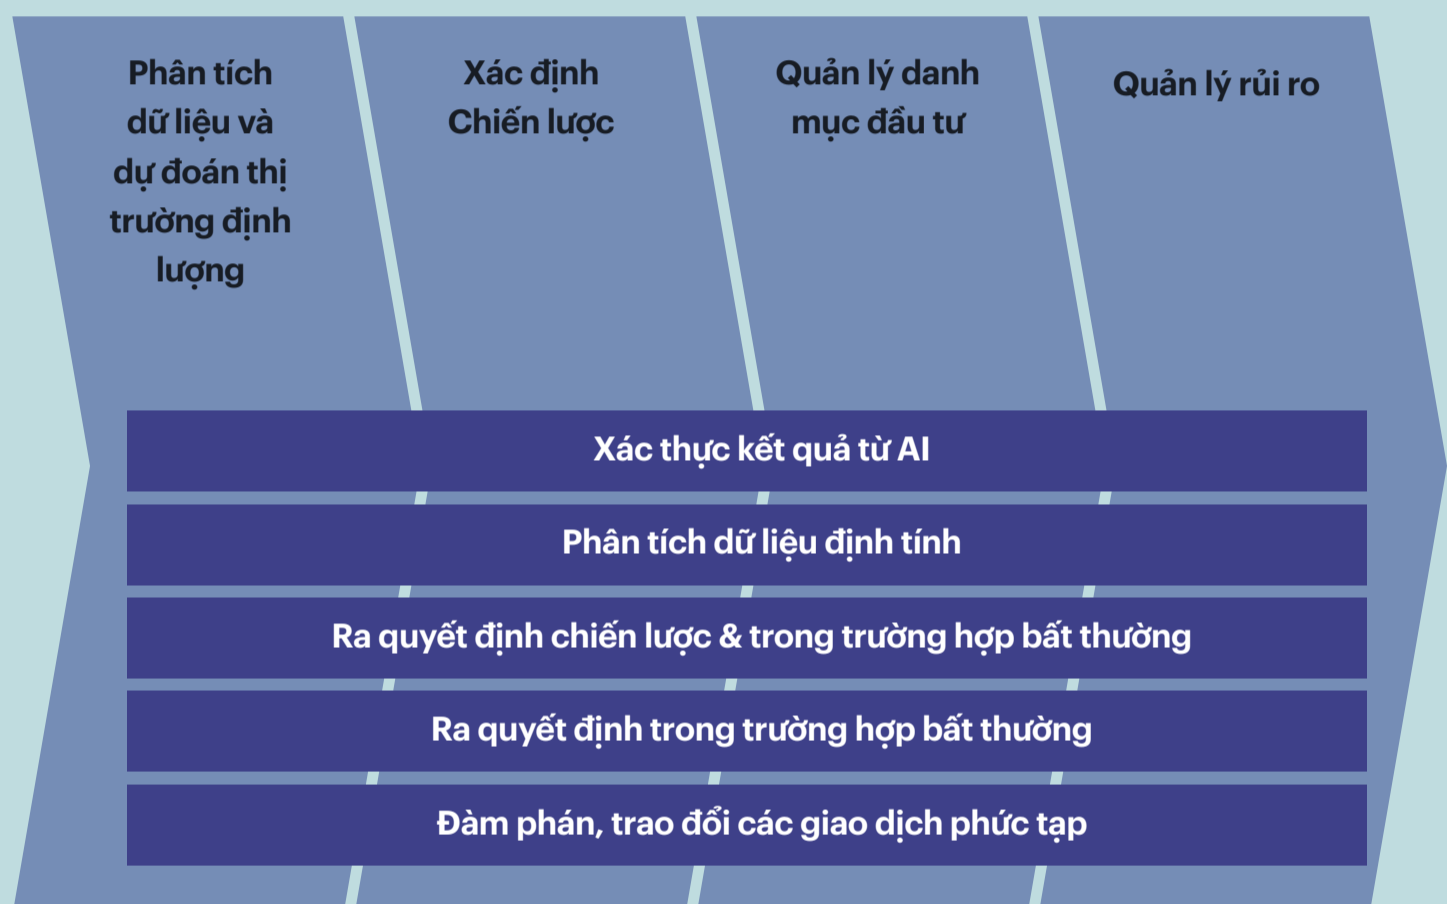 Phân tích
dữ liệu và
dự đoán thị
trường định
lượng
Xác định
Chiến lược
Quản lý danh
mục đầu tư
Quản lý rủi ro
Xác thực kết quả từ AI
Phân tích dữ liệu định tính
Ra quyết định chiến lược & trong trường hợp bất thường
Ra quyết định trong trường hợp bất thường
Đàm phán, trao đổi các giao dịch phức tạp